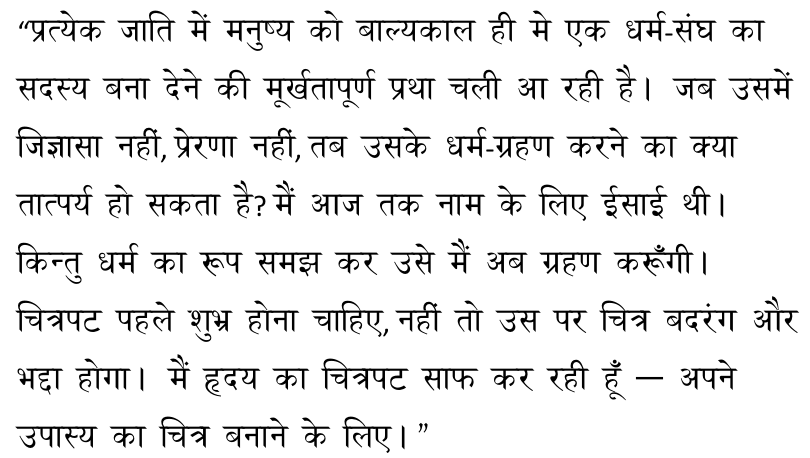 “प्रत्येक जाति में मनुष्य को बाल्यकाल ही मे एक धर्म-संघ का
सदस्य बना देने की मूर्खतापूर्ण प्रथा चली आ रही है। जब उसमें
जिज्ञासा नहीं, प्रेरणा नहीं, तब उसके धर्म-ग्रहण करने का क्या
तात्पर्य हो सकता है? मैं आज तक नाम के लिए ईसाई थी।
किन्तु धर्म का रूप समझ कर उसे मैं अब ग्रहण करूँगी।
चित्रपट पहले शुभ्र होना चाहिए, नहीं तो उस पर चित्र बदरंग और
भद्दा होगा। मैं हृदय का चित्रपट साफ कर रही हूँ — अपने
उपास्य का चित्र बनाने के लिए। ”